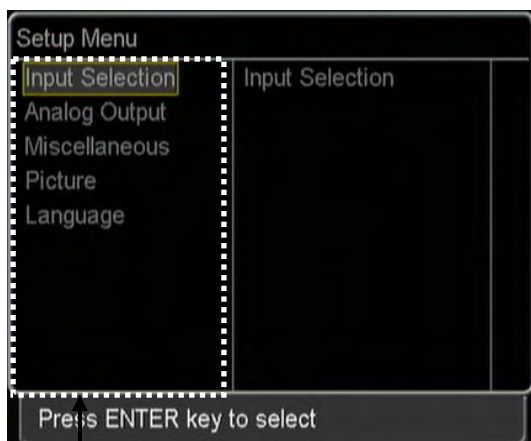 Setup Menu
Input Selection Input Selection
Analog Output
Miscellaneous
Picture
Language
Press ENTER key to select